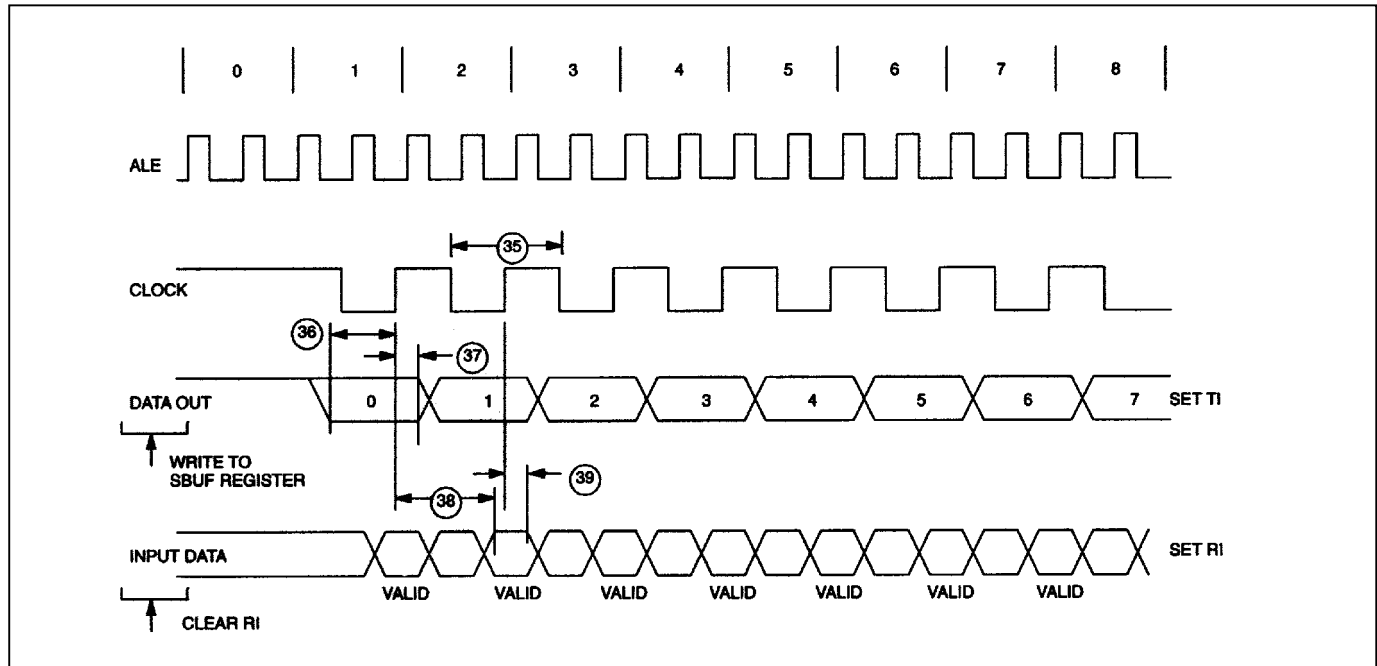 0 1 2 3 4 5 6 7 8
ALE
35
CLOCK
36
37
DATA OUT 0 1 2 3 4 5 6 7 SET TI
WRITE TO
SBUF REGISTER
39
38
INPUT DATA SET RI
VALID VALID VALID VALID VALID VALID VALID
CLEAR RI